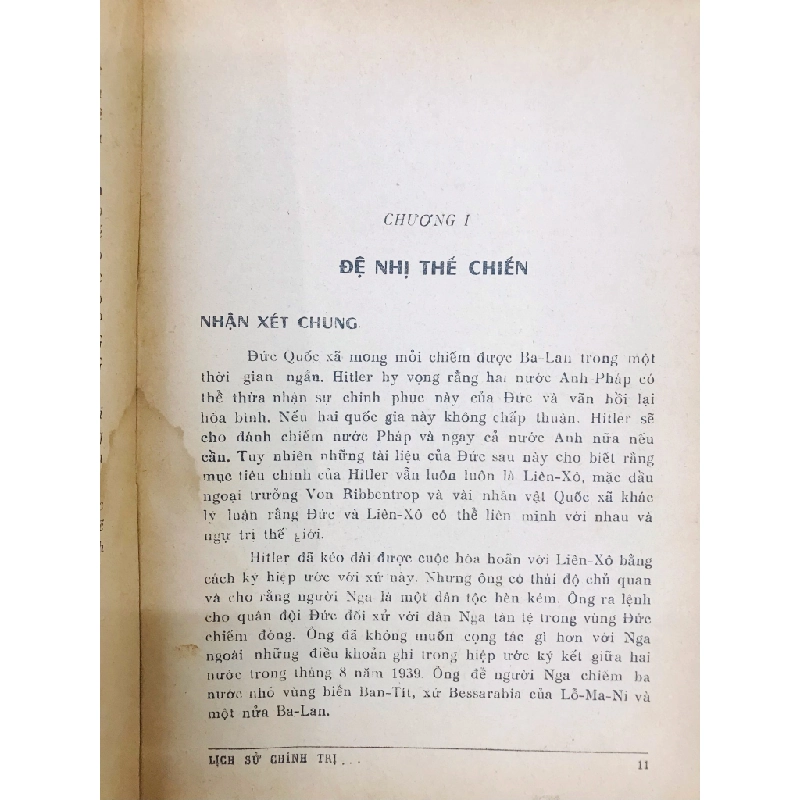 CHƯƠNG I
ĐỆ NHỊ THẾ CHIẾN
NHẬN XÉT CHUNG
Đức Quốc xã mong mỏi chiếm được Ba-Lan trong một
thời gian ngắn. Hitler hy vọng rằng hai nước Anh-Pháp có
thể thừa nhận sự chinh phục này của Đức và vãn hồi lại
hòa bình. Nếu hai quốc gia này không chấp thuận. Hitler sẽ
cho đánh chiếm nước Pháp và ngay cả nước Anh nữa nếu
cần. Tuy nhiên những tài liệu của Đức sau này cho biết rằng
mục tiêu chính của Hitler vẫn luôn luôn là Liên-Xô, mặc dầu
ngoại trưởng Von Ribbentrop và vài nhân vật Quốc xã khác
lý luận rằng Đức và Liên-Xô có thể liên minh với nhau và
ngự trị thế giới.
Hitler đã kéo dài được cuộc hòa hoãn với Liên-Xô bằng
cách ký hiệp ước với xứ này. Nhưng ông có thái độ chủ quan
và cho rằng người Nga là một dân tộc hèn kém. Ông ra lệnh
cho quân đội Đức đối xử với dân Nga tàn tệ trong vùng Đức
chiếm đóng. Ông đã không muốn cọng tác gì hơn với Nga
ngoài những điều khoản ghi trong hiệp ước ký kết giữa hai
nước trong tháng 8 năm 1939. Ông để người Nga chiếm ba
nước nhỏ vùng biển Ban-Tít, xứ Bessarabia của Lỗ-Ma-Ni và
một nửa Ba-Lan.
LỊCH SỬ CHÍNH TRỊ...
11